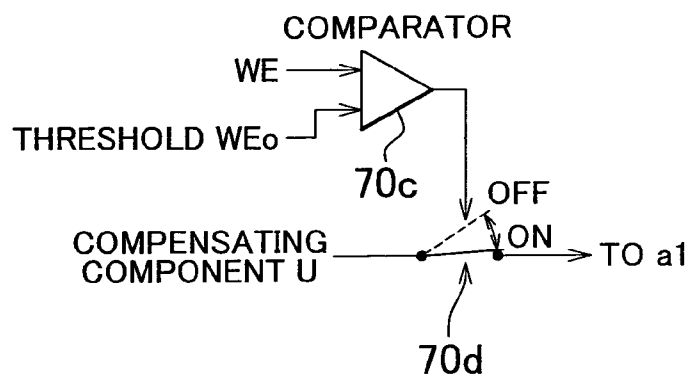 COMPARATOR
WE
THRESHOLD WEo
70c
OFF
ON
COMPENSATING
COMPONENT U
TO a1
70d